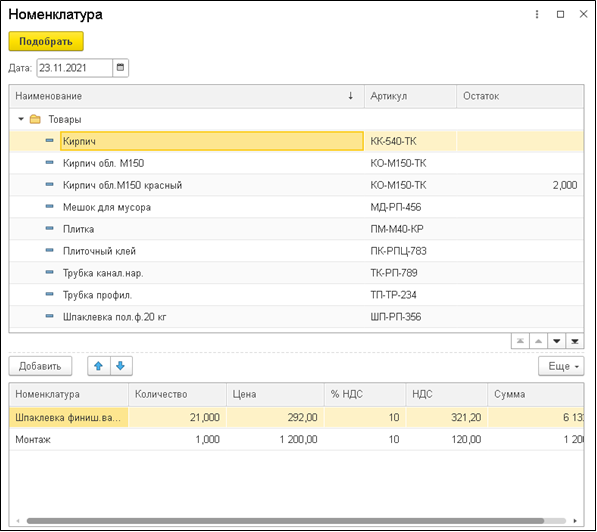 Номенклатура
Подобрать
Дата: 23.11.2021
Наименование ↓ Артикул Остаток
Товары
Кирпич КК-540-ТК
Кирпич обл. М150 КО-М150-ТК
Кирпич обл.М150 красный КО-М150-ТК 2,000
Мешок для мусора МД-РП-456
Плитка ПМ-М40-КР
Плиточный клей ПК-РПЦ-783
Трубка канал.нар. ТК-РП-789
Трубка профил. ТП-ТР-234
Шпаклевка пол.ф.20 кг ШП-РП-356
Добавить Еще
Номенклатура Количество Цена % НДС НДС Сумма
Шпаклевка финиш.ва... 21,000 292,00 10 321,20 6 13
Монтаж 1,000 1 200,00 10 120,00 1 20